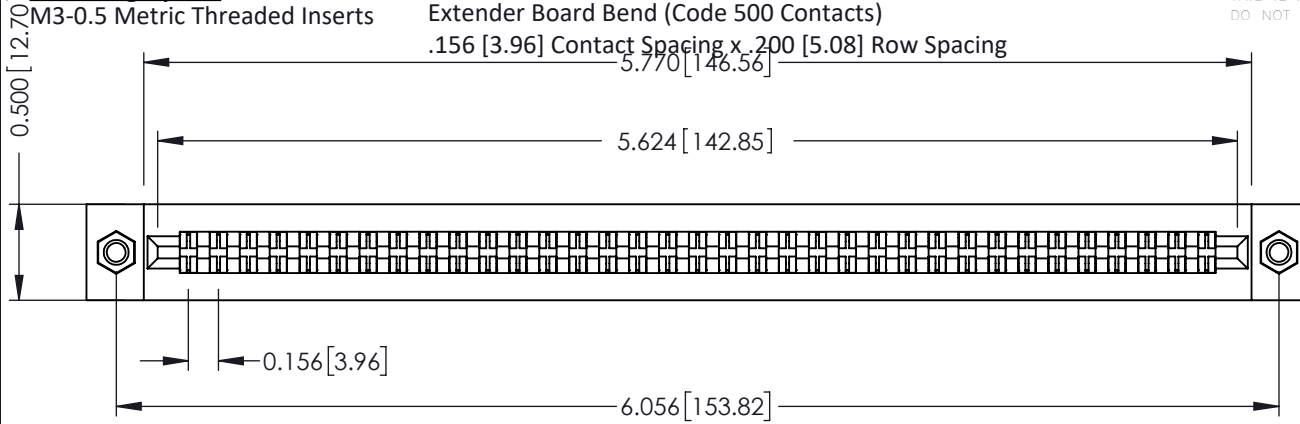 M3-0.5 Metric Threaded Inserts
Extender Board Bend (Code 500 Contacts)
.156 [3.96] Contact Spacing x .200 [5.08] Row Spacing
DO NOT
0.500 [12.70
5.770 [146.56]
5.624 [142.85]
0.156 [3.96]
6.056 [153.82]